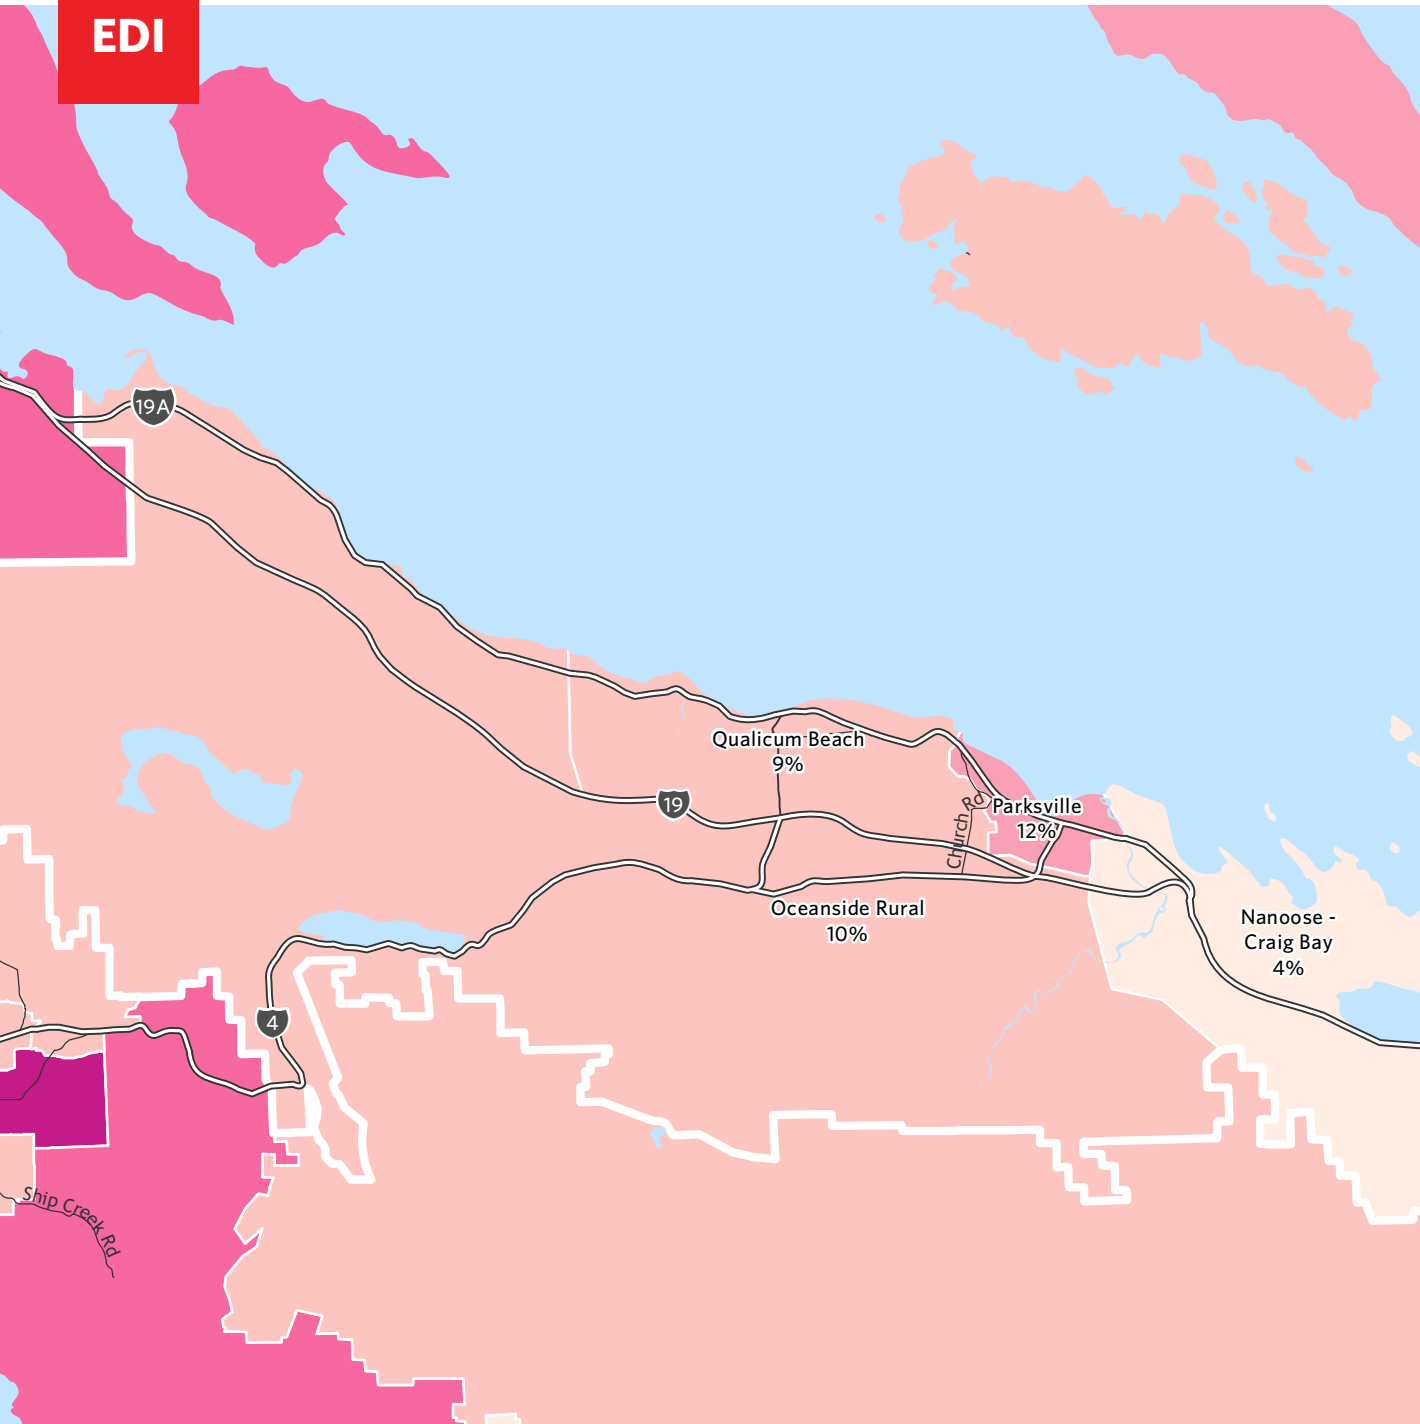 EDI
19A
Qualicum Beach
9%
19
Church Rd
Parksville
12%
Oceanside Rural
10%
Nanoose -
Craig Bay
4%
4
Ship Creek Rd